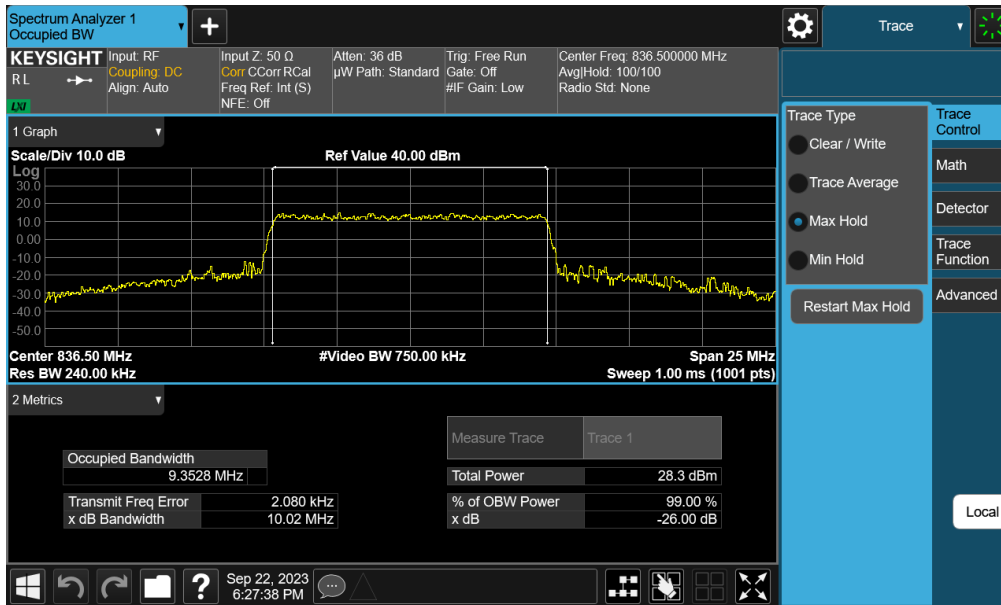 Spectrum Analyzer 1
Occupied BW
+
Trace
KEYSIGHT
R L
LXI
Input: RF
Coupling: DC
Align: Auto
Input Z: 50 Ω
Corr CCorr RCal
Freq Ref: Int (S)
NFE: Off
Atten: 36 dB
µW Path: Standard
Trig: Free Run
Gate: Off
#IF Gain: Low
Center Freq: 836.500000 MHz
Avg|Hold: 100/100
Radio Std: None
1 Graph
Scale/Div 10.0 dB
Ref Value 40.00 dBm
Log
30.0
20.0
10.0
0.00
-10.0
-20.0
-30.0
-40.0
-50.0
Center 836.50 MHz
#Video BW 750.00 kHz
Span 25 MHz
Res BW 240.00 kHz
Sweep 1.00 ms (1001 pts)
2 Metrics
Measure Trace
Trace 1
Occupied Bandwidth
9.3528 MHz
Total Power
28.3 dBm
Transmit Freq Error
2.080 kHz
% of OBW Power
99.00 %
x dB Bandwidth
10.02 MHz
x dB
-26.00 dB
Trace Type
Clear / Write
Trace Average
Max Hold
Min Hold
Restart Max Hold
Trace
Control
Math
Detector
Trace
Function
Advanced
Local
?
Sep 22, 2023
6:27:38 PM